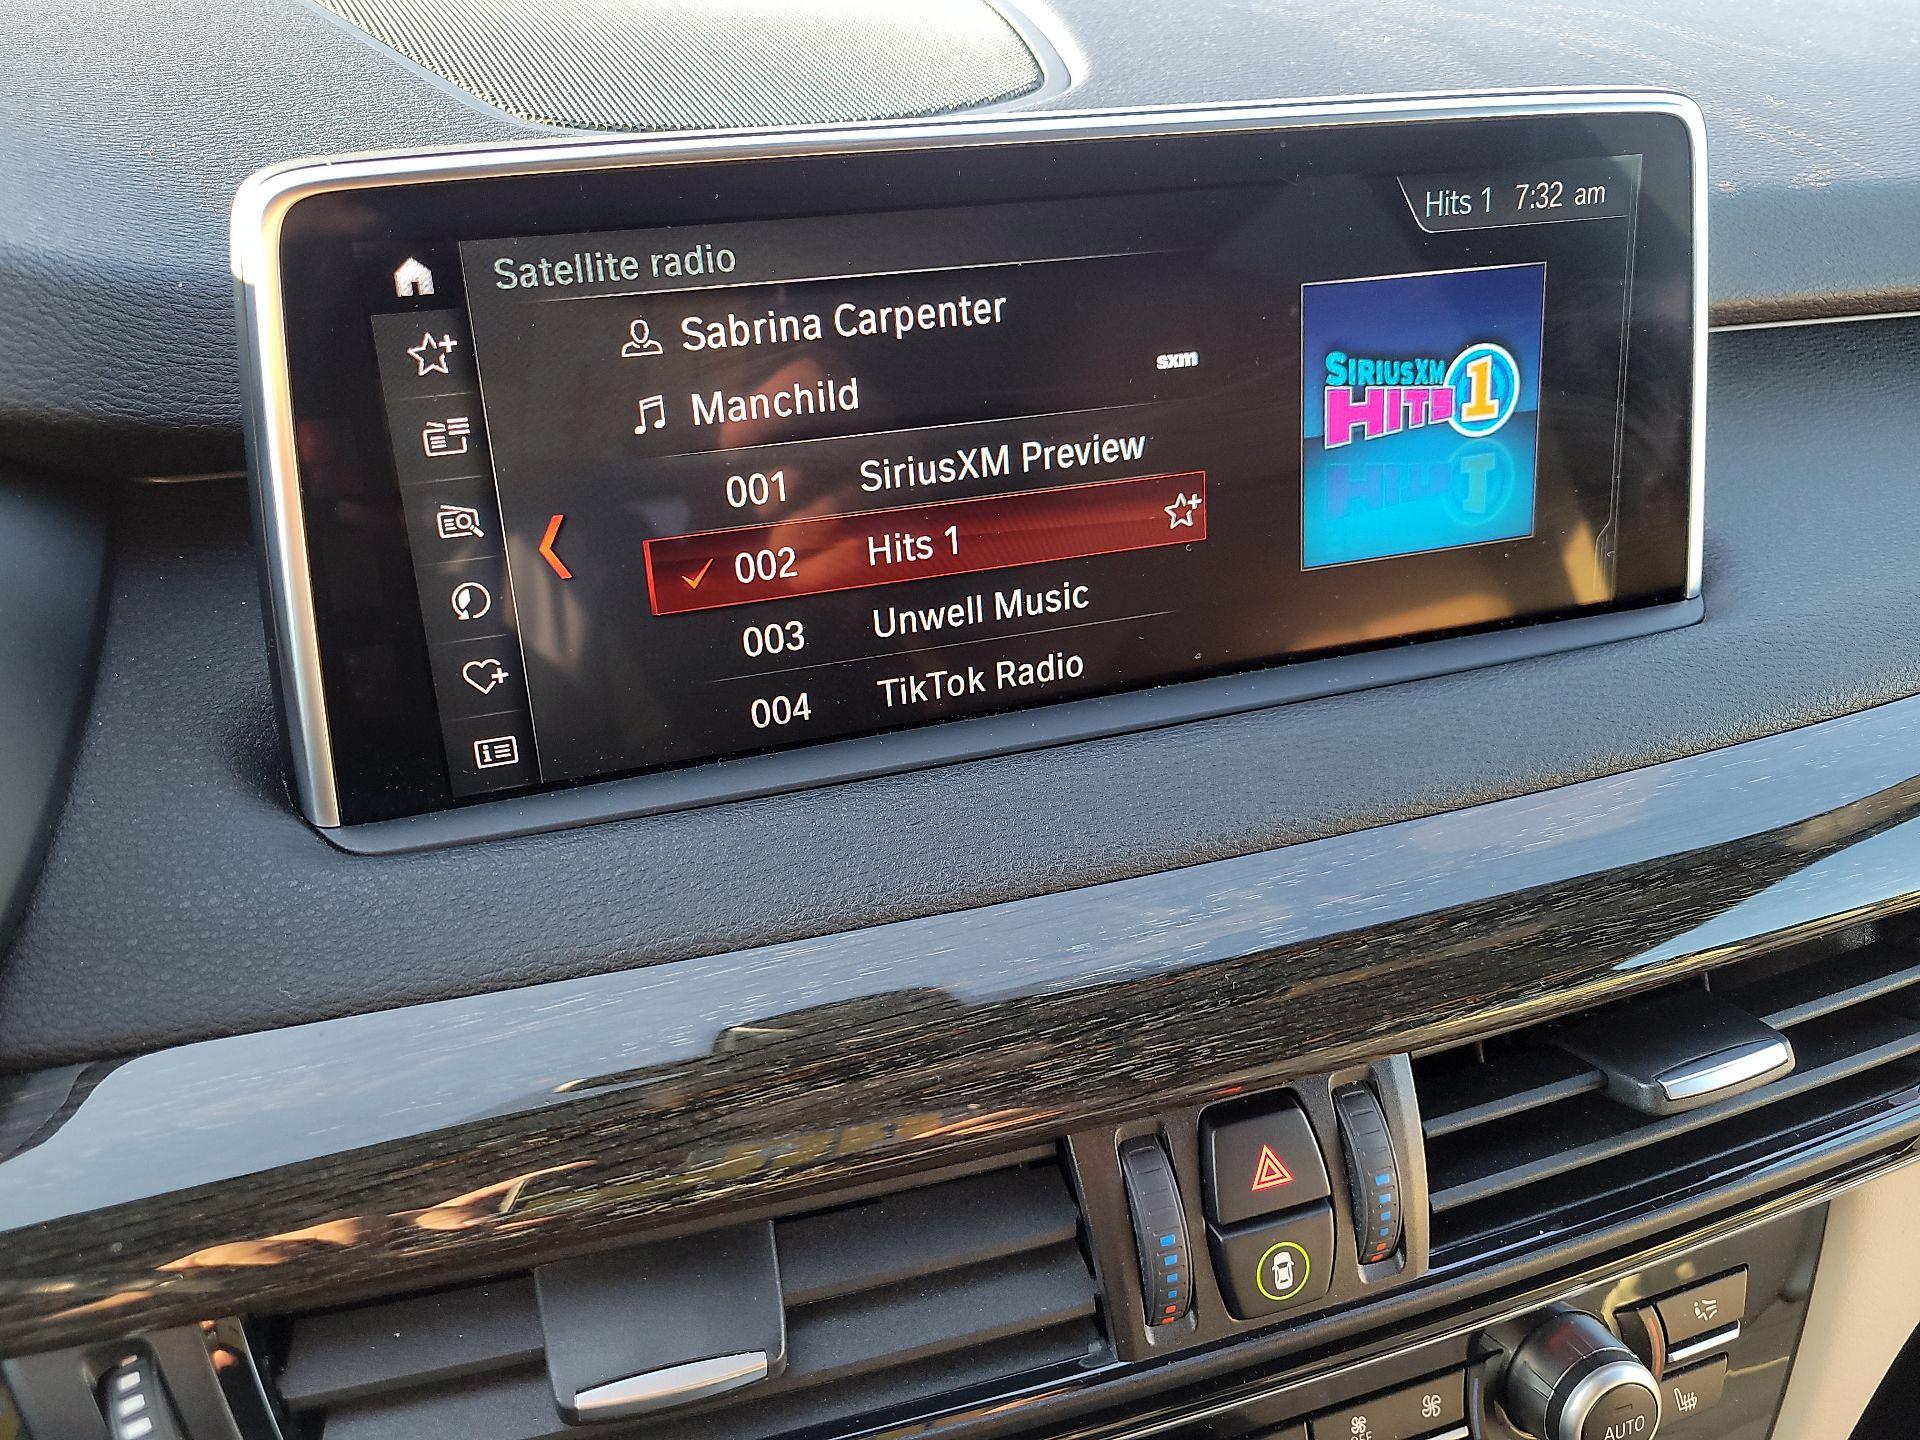 Hits 1 7:32 am
Satellite radio
Sabrina Carpenter
sxm
Manchild
001 SiriusXM Preview
002 Hits 1
003 Unwell Music
004 TikTok Radio
SIRIUSXM
HITS 1
AUTO
OFF